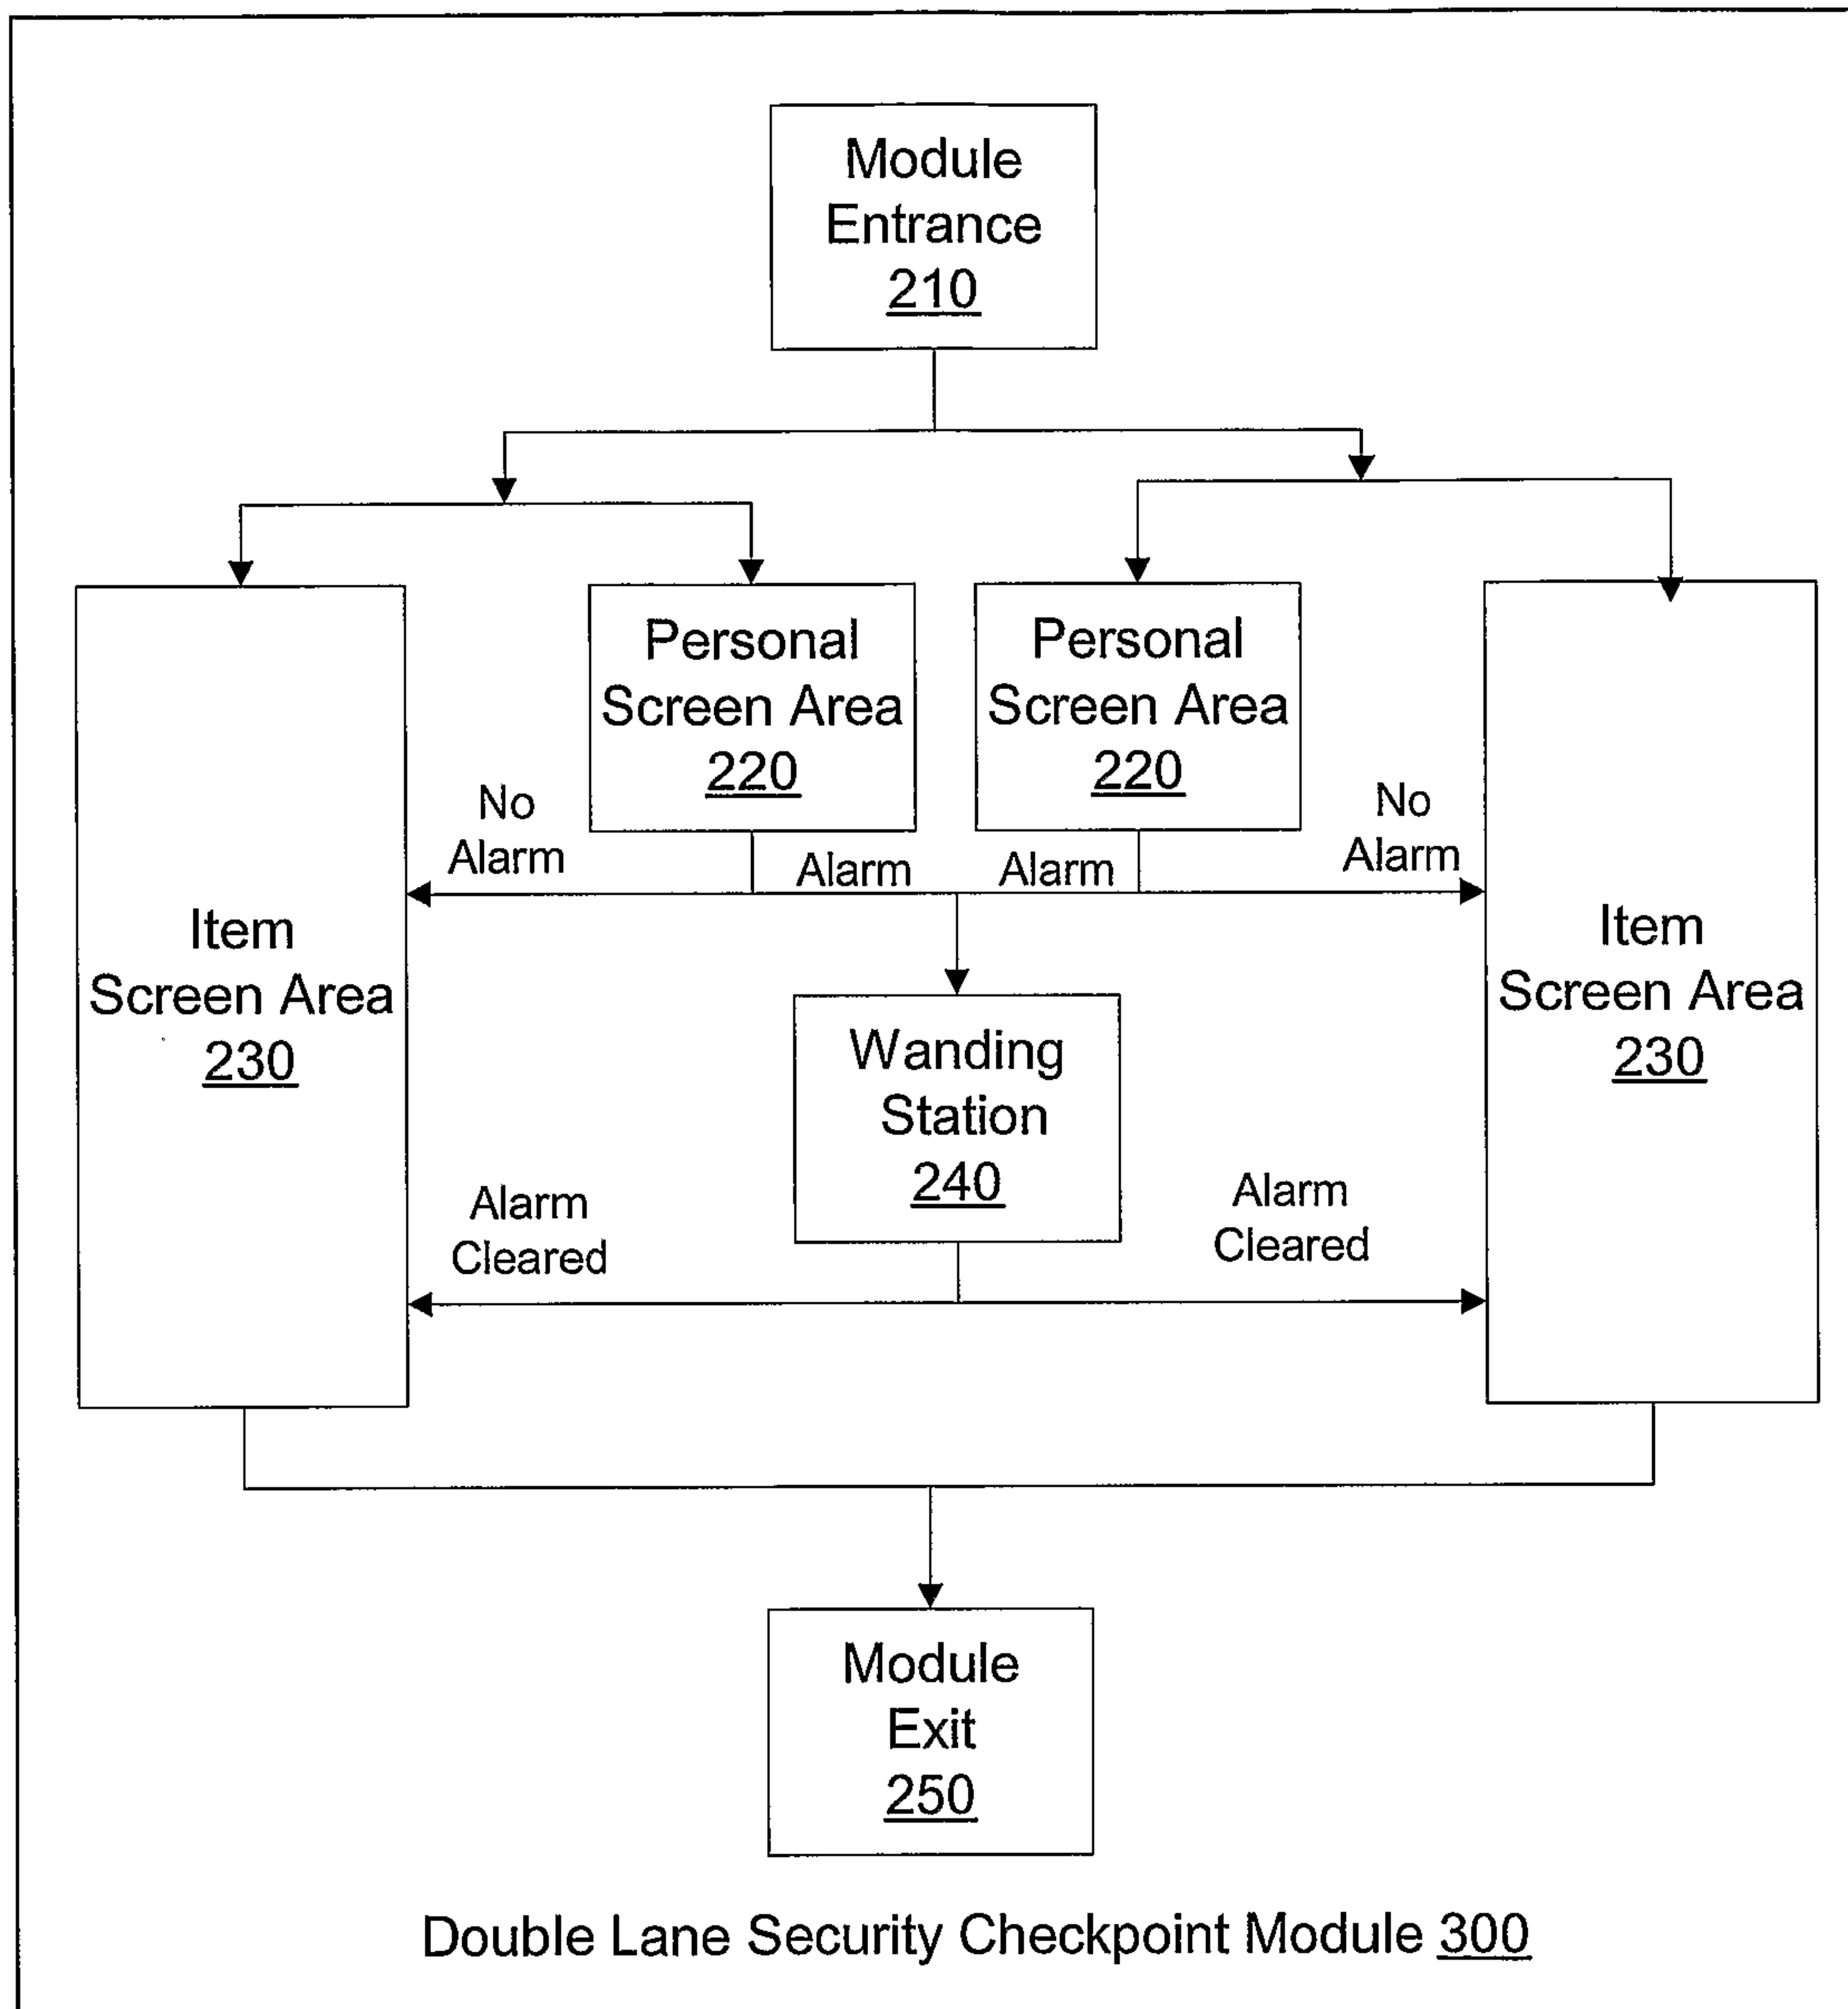 Module
Entrance
210
Personal
Screen Area
220
Personal
Screen Area
220
No
Alarm
Alarm
Alarm
No
Alarm
Item
Screen Area
230
Item
Screen Area
230
Wanding
Station
240
Alarm
Cleared
Alarm
Cleared
Module
Exit
250
Double Lane Security Checkpoint Module 300